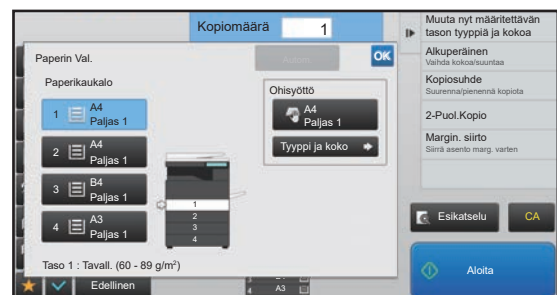 Kopiomäärä
1
Paperin Val.
Autom.
OK
Paperikaukalo
1
A4
Paljas 1
2
A4
Paljas 1
3
B4
Paljas 1
4
A3
Paljas 1
1
2
3
4
Ohisyöttö
A4
Paljas 1
Tyyppi ja koko
Taso 1 : Tavall. (60 - 89 g/m²)
Edellinen
4
A3
Muuta nyt määritettävän
tason tyyppiä ja kokoa
Alkuperäinen
Vaihda kokoa/suuntaa
Kopiosuhde
Suurenna/pienennä kopiota
2-Puol.Kopio
Margin. siirto
Siirrä asento marg. varten
Esikatselu
CA
Aloita